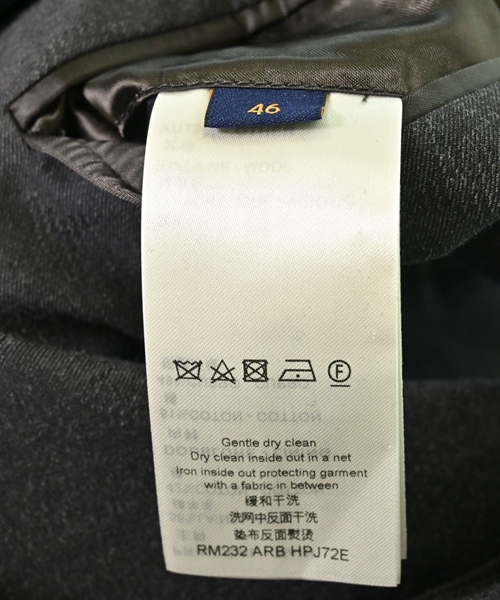 46
Gentle dry clean
Dry clean inside out in a net
Iron inside out protecting garment
with a fabric in between
缓和干洗
洗网中反面干洗
垫布反面熨烫
RM232 ARB HPJ72E